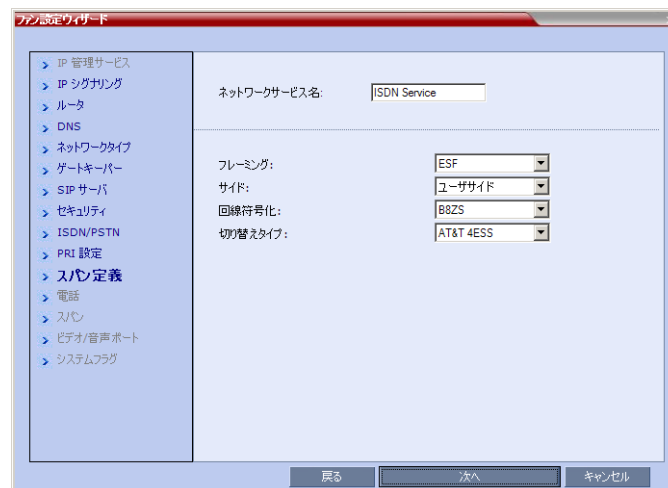 ファン設定ウィザード
IP 管理サービス
IP シグナリング
ルータ
DNS
ネットワークタイプ
ゲートキーパー
SIP サーバ
セキュリティ
ISDN/PSTN
PRI 設定
スパン定義
電話
スパン
ビデオ/音声ポート
システムフラグ
ネットワークサービス名: ISDN Service
フレーミング: ESF
サイド: ユーザサイド
回線符号化: B8ZS
切り替えタイプ: AT&T 4ESS
戻る 次へ キャンセル